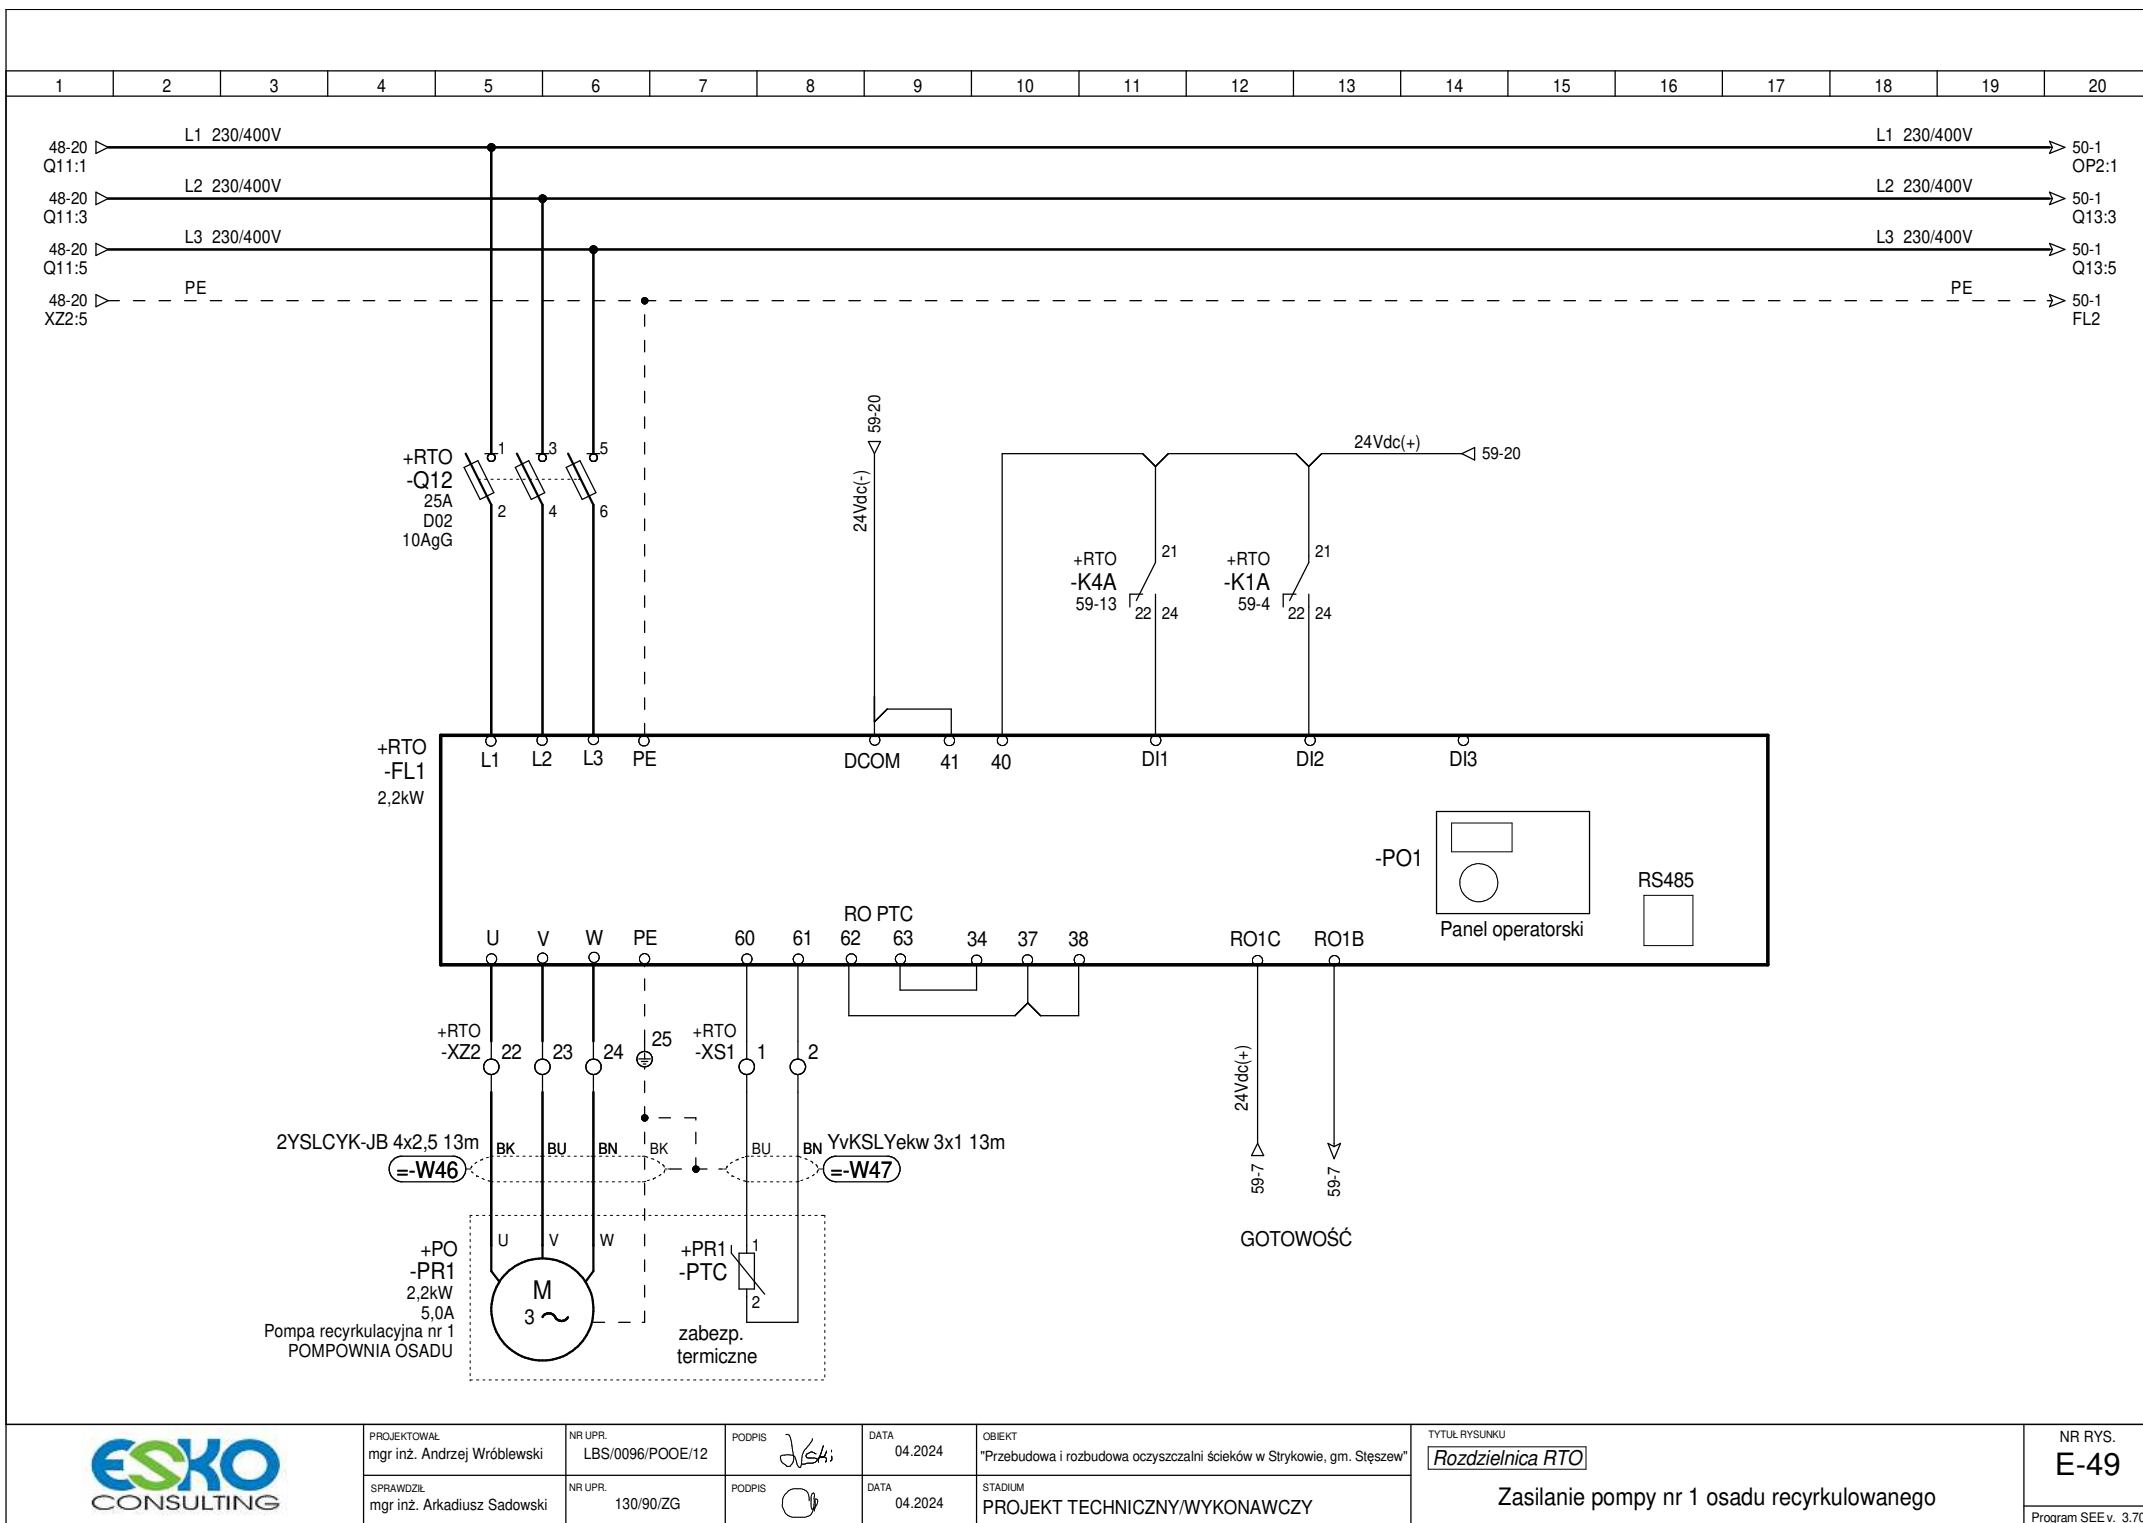 1 2 3 4 5 6 7 8 9 10 11 12 13 14 15 16 17 18 19 20
L1 230/400V L1 230/400V
48-20 50-1
Q11:1 OP2:1
L2 230/400V L2 230/400V
48-20 50-1
Q11:3 Q13:3
L3 230/400V L3 230/400V
48-20 50-1
Q11:5 Q13:5
PE PE
48-20 50-1
XZ2:5 FL2
+RTO
-Q12
25A
D02
10AgG
1 3 5
2 4 6
59-20
24Vdc(-)
24Vdc(+)
59-20
+RTO
-K4A
59-13
21
22 24
+RTO
-K1A
59-4
21
22 24
+RTO
-FL1
2,2kW
L1 L2 L3 PE DCOM 41 40 DI1 DI2 DI3
-PO1
Panel operatorski
RS485
RO PTC
U V W PE 60 61 62 63 34 37 38 RO1C RO1B
+RTO
-XZ2 22 23 24 25
+RTO
-XS1 1 2
24Vdc(+)
59-7 59-7
GOTOWOŚĆ
2YSLCYK-JB 4x2,5 13m
=-W46
BK BU BN BK
BU BN
YvKSLYekw 3x1 13m
=-W47
+PO
-PR1
2,2kW
5,0A
Pompa recyrkulacyjna nr 1
POMPOWNIA OSADU
U V W
M
3
+PR1
-PTC
1
2
zabezp.
termiczne
ESKO
CONSULTING
PROJEKTOWAŁ
mgr inż. Andrzej Wróblewski
NR UPR.
LBS/0096/POOE/12
PODPIS
DATA
04.2024
OBIEKT
"Przebudowa i rozbudowa oczyszczalni ścieków w Strykowie, gm. Stęszew"
SPRAWDZIŁ
mgr inż. Arkadiusz Sadowski
NR UPR.
130/90/ZG
PODPIS
DATA
04.2024
STADIUM
PROJEKT TECHNICZNY/WYKONAWCZY
TYTUŁ RYSUNKU
Rozdzielnica RTO
Zasilanie pompy nr 1 osadu recyrkulowanego
NR RYS.
E-49
Program SEE v. 3.70